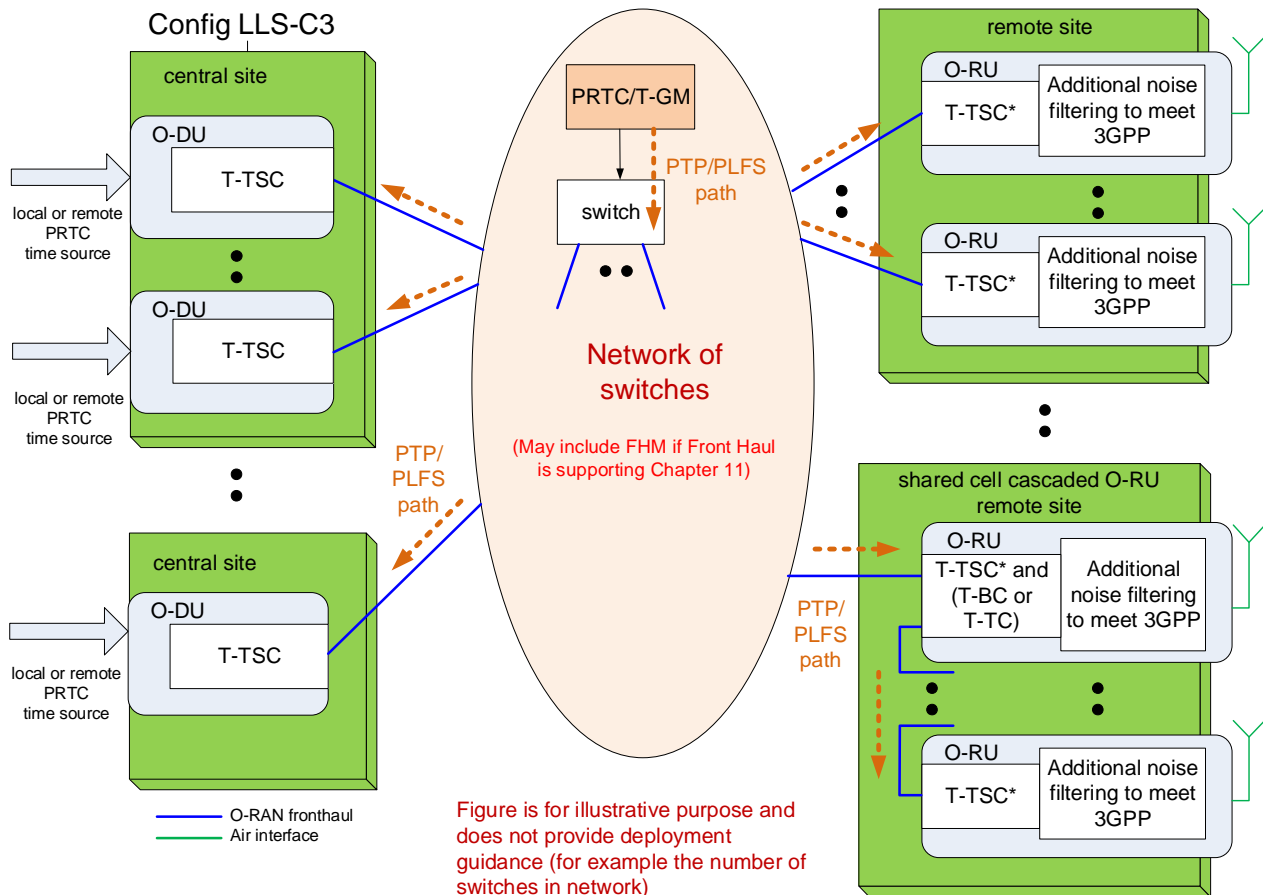 Config LLS-C3
central site
O-DU
T-TSC
local or remote
PRTC
time source
O-DU
T-TSC
local or remote
PRTC
time source
central site
O-DU
T-TSC
local or remote
PRTC
time source
PTP/
PLFS
path
PRTC/T-GM
PTP/PLFS
path
switch
Network of
switches
(May include FHM if Front Haul
is supporting Chapter 11)
remote site
O-RU
T-TSC*
Additional noise
filtering to meet
3GPP
O-RU
T-TSC*
Additional noise
filtering to meet
3GPP
shared cell cascaded O-RU
remote site
O-RU
T-TSC* and
(T-BC or
T-TC)
Additional
noise filtering
to meet 3GPP
PTP/
PLFS
path
O-RU
T-TSC*
Additional noise
filtering to meet
3GPP
O-RAN fronthaul
Air interface
Figure is for illustrative purpose and
does not provide deployment
guidance (for example the number of
switches in network)